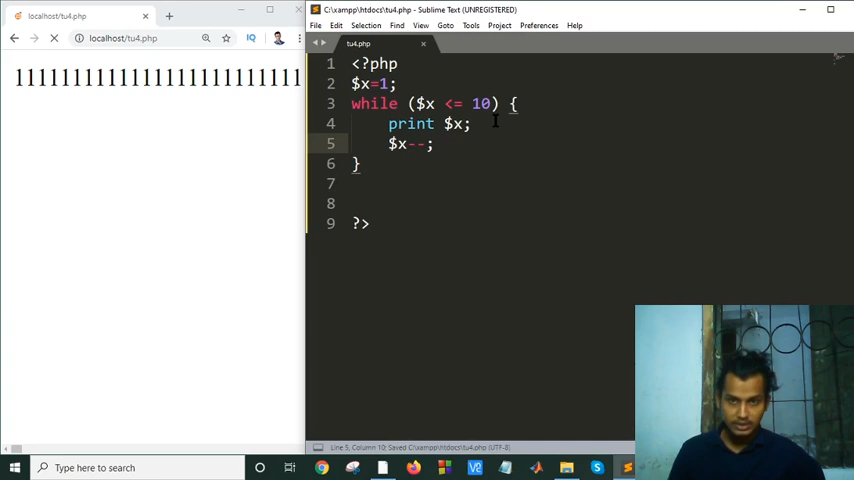 localhost/tu4.php
localhost/tu4.php
IQ
C:\xampp\htdocs\tu4.php - Sublime Text (UNREGISTERED)
File Edit Selection Find View Goto Tools Project Preferences Help
tu4.php
1 <?php
2 $x=1;
3 while ($x <= 10) {
4 print $x;
5 $x--;
6 }
7
8
9 ?>
1111111111111111111111111
Line 5, Column 10: Saved C:\xampp\htdocs\tu4.php (UTF-8)
Type here to search